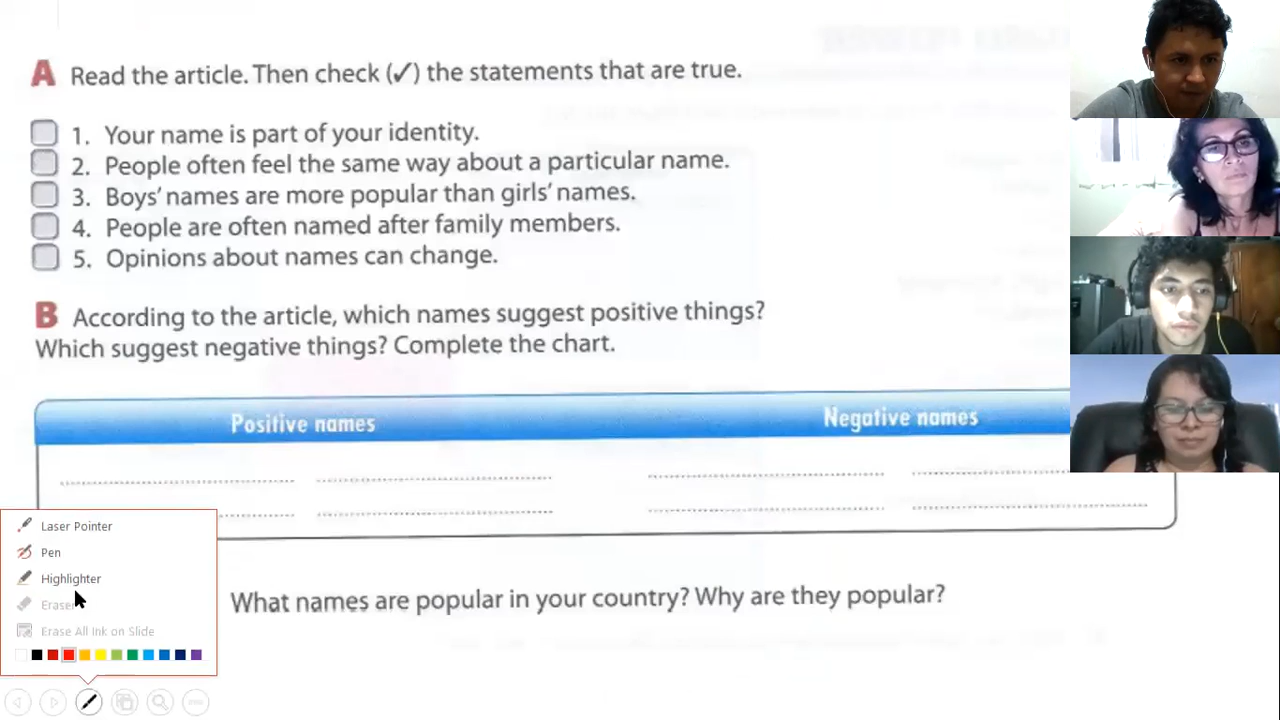 A Read the article. Then check (✓) the statements that are true.
1. Your name is part of your identity.
2. People often feel the same way about a particular name.
3. Boys’ names are more popular than girls’ names.
4. People are often named after family members.
5. Opinions about names can change.
B According to the article, which names suggest positive things?
Which suggest negative things? Complete the chart.
Positive names Negative names
Laser Pointer
Pen
Highlighter
Eraser
Erase All Ink on Slide
What names are popular in your country? Why are they popular?